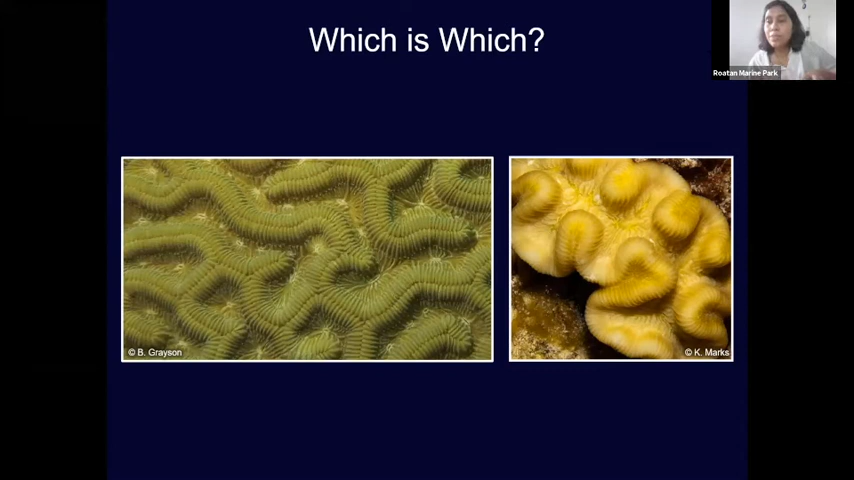 Which is Which?
Roatan Marine Park
© B. Grayson
© K. Marks